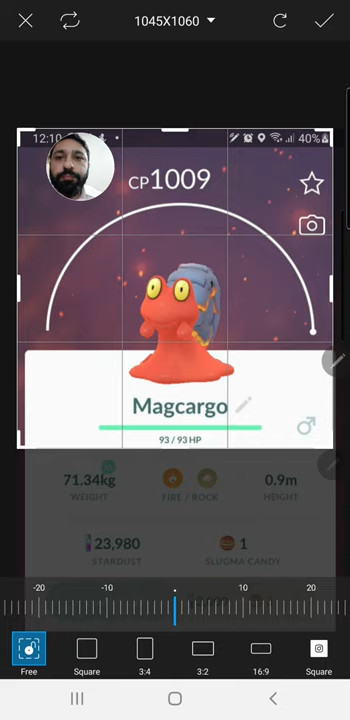 1045X1060
12:10
40%
CP1009
Magcargo
93 / 93 HP
71.34kg
0.9m
WEIGHT
FIRE / ROCK
HEIGHT
23,980
1
STARDUST
SLUGMA CANDY
-20 -10 10 20
Free
Square
3:4
3:2
16:9
Square